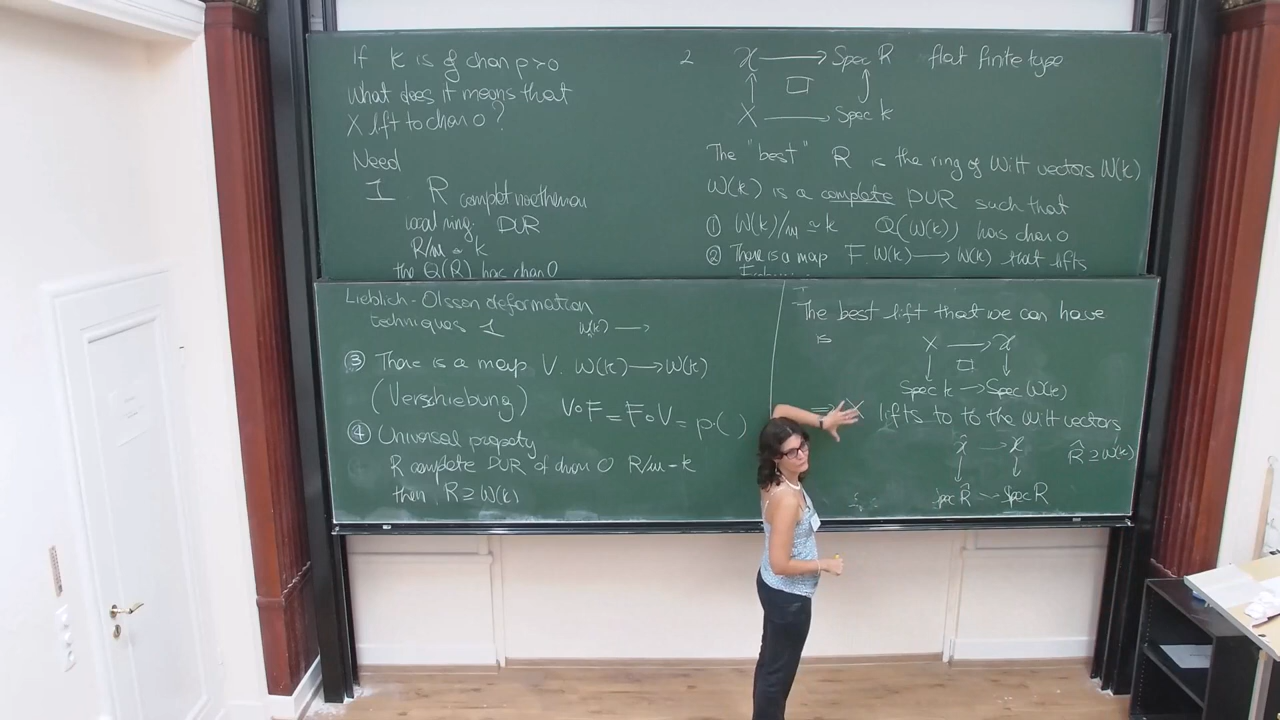 If k is of char p>0
What does it means that
X lift to char 0?
Need
1 R complet noetherian
local ring. DVR
R/m ≃ k
the Q(R) has char 0
2 𝒳 ⟶ Spec R flat finite type
X ⟶ Spec k
The "best" R is the ring of Witt vectors W(k)
W(k) is a complete DVR such that
① W(k)/m ≃ k Q(W(k)) has char 0
② There is a map F. W(k) ⟶ W(k) that lifts
Lieblich-Olsson deformation
techniques 1 W(k) ⟶
③ There is a map V. W(k) ⟶ W(k)
(Verschiebung) V∘F = F∘V = p·( )
④ Universal property
R complete DVR of char 0 R/m = k
then, R ⊇ W(k)
The best lift that we can have
is
X ⟶ 𝒳
Spec k → Spec W(k)
⇒ X lifts to to the Witt vectors
𝒳̂ → 𝒳 R̂ ⊇ W(k)
Spec R̂ → Spec R